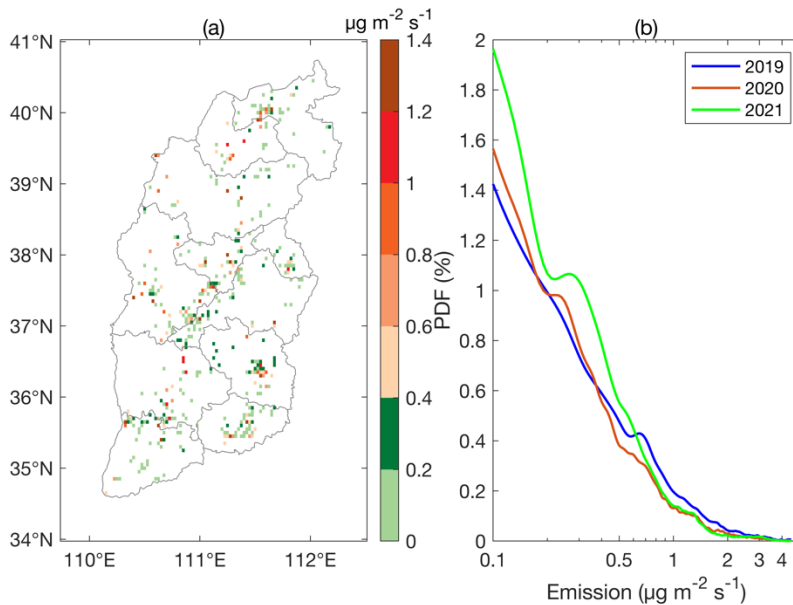 (a)
µg m-2 s-1
41°N
40°N
39°N
38°N
37°N
36°N
35°N
34°N
110°E
111°E
112°E
1.4
1.2
1
0.8
0.6
0.4
0.2
0
(b)
2019
2020
2021
2
1.8
1.6
1.4
1.2
1
0.8
0.6
0.4
0.2
0
PDF (%)
0.1
0.5
1
2
3
4
Emission (µg m-2 s-1)